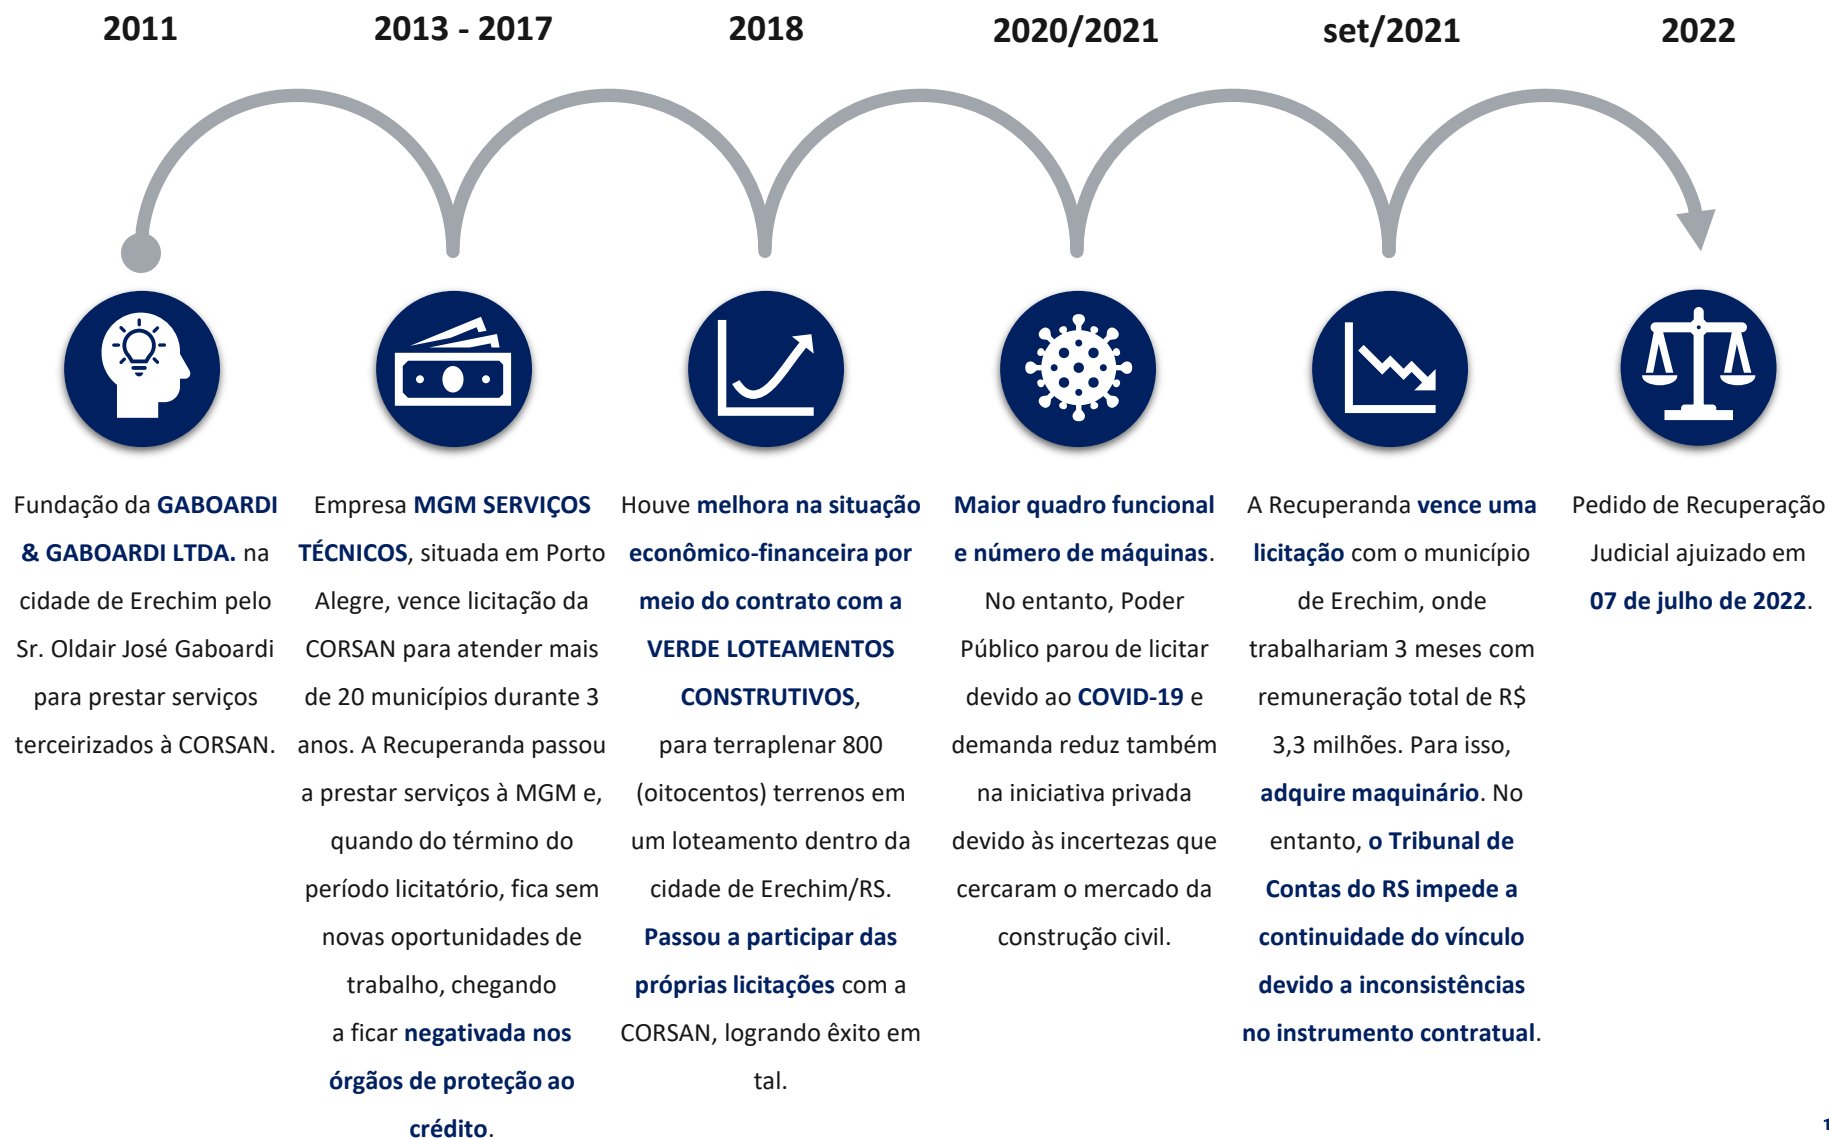 2011
2013 - 2017
2018
2020/2021
set/2021
2022
Fundação da GABOARDI
& GABOARDI LTDA. na
cidade de Erechim pelo
Sr. Oldair José Gaboardi
para prestar serviços
terceirizados à CORSAN.
Empresa MGM SERVIÇOS
TÉCNICOS, situada em Porto
Alegre, vence licitação da
CORSAN para atender mais
de 20 municípios durante 3
anos. A Recuperanda passou
a prestar serviços à MGM e,
quando do término do
período licitatório, fica sem
novas oportunidades de
trabalho, chegando
a ficar negativada nos
órgãos de proteção ao
crédito.
Houve melhora na situação
econômico-financeira por
meio do contrato com a
VERDE LOTEAMENTOS
CONSTRUTIVOS,
para terraplenar 800
(oitocentos) terrenos em
um loteamento dentro da
cidade de Erechim/RS.
Passou a participar das
próprias licitações com a
CORSAN, logrando êxito em
tal.
Maior quadro funcional
e número de máquinas.
No entanto, Poder
Público parou de licitar
devido ao COVID-19 e
demanda reduz também
na iniciativa privada
devido às incertezas que
cercaram o mercado da
construção civil.
A Recuperanda vence uma
licitação com o município
de Erechim, onde
trabalhariam 3 meses com
remuneração total de R$
3,3 milhões. Para isso,
adquire maquinário. No
entanto, o Tribunal de
Contas do RS impede a
continuidade do vínculo
devido a inconsistências
no instrumento contratual.
Pedido de Recuperação
Judicial ajuizado em
07 de julho de 2022.